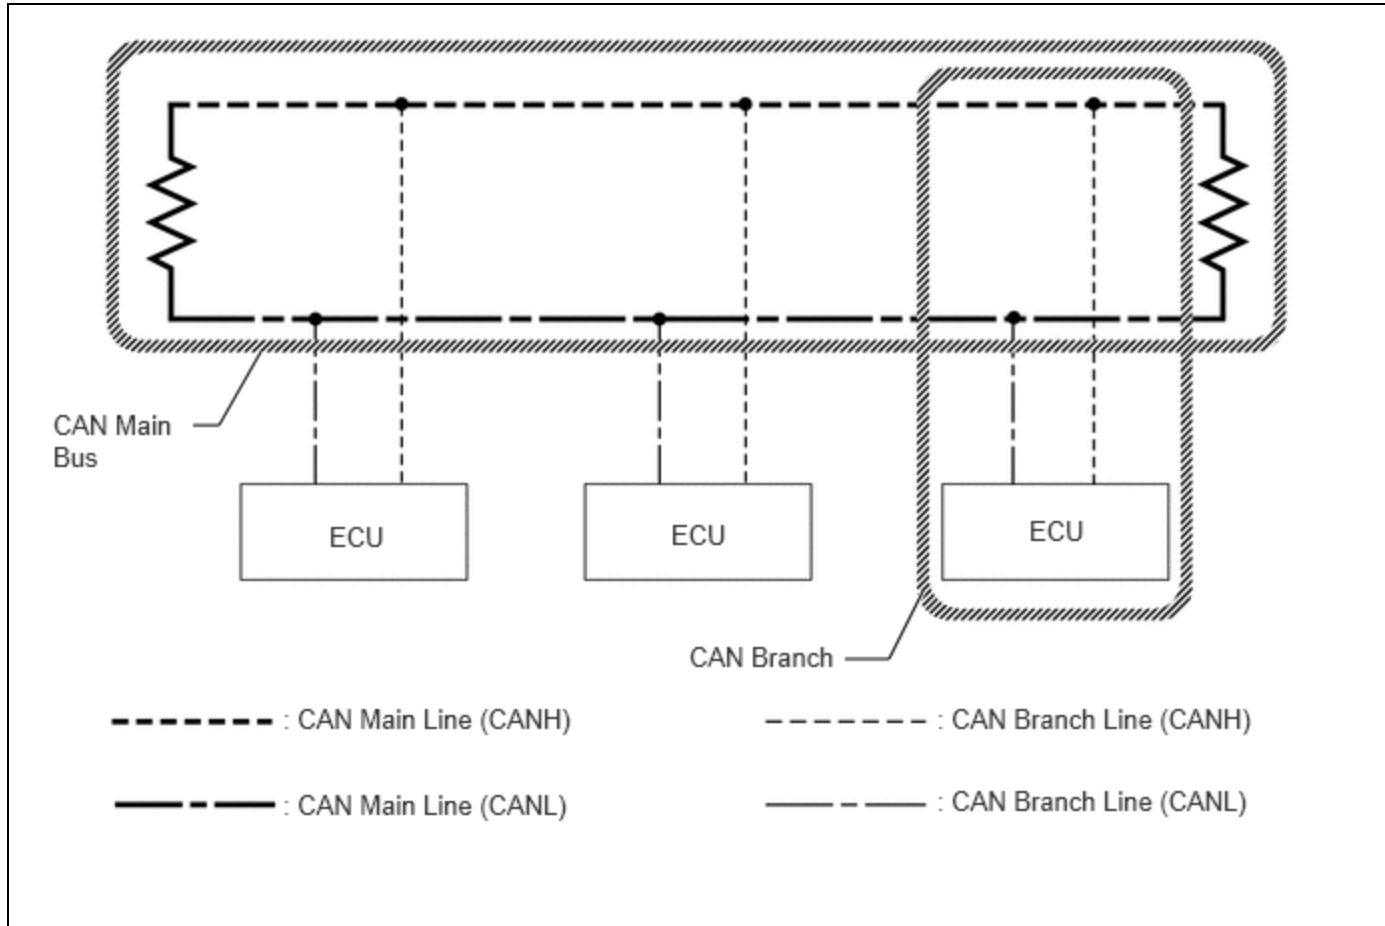 CAN Main
Bus
ECU
ECU
ECU
CAN Branch
: CAN Main Line (CANH)
: CAN Branch Line (CANH)
: CAN Main Line (CANL)
: CAN Branch Line (CANL)